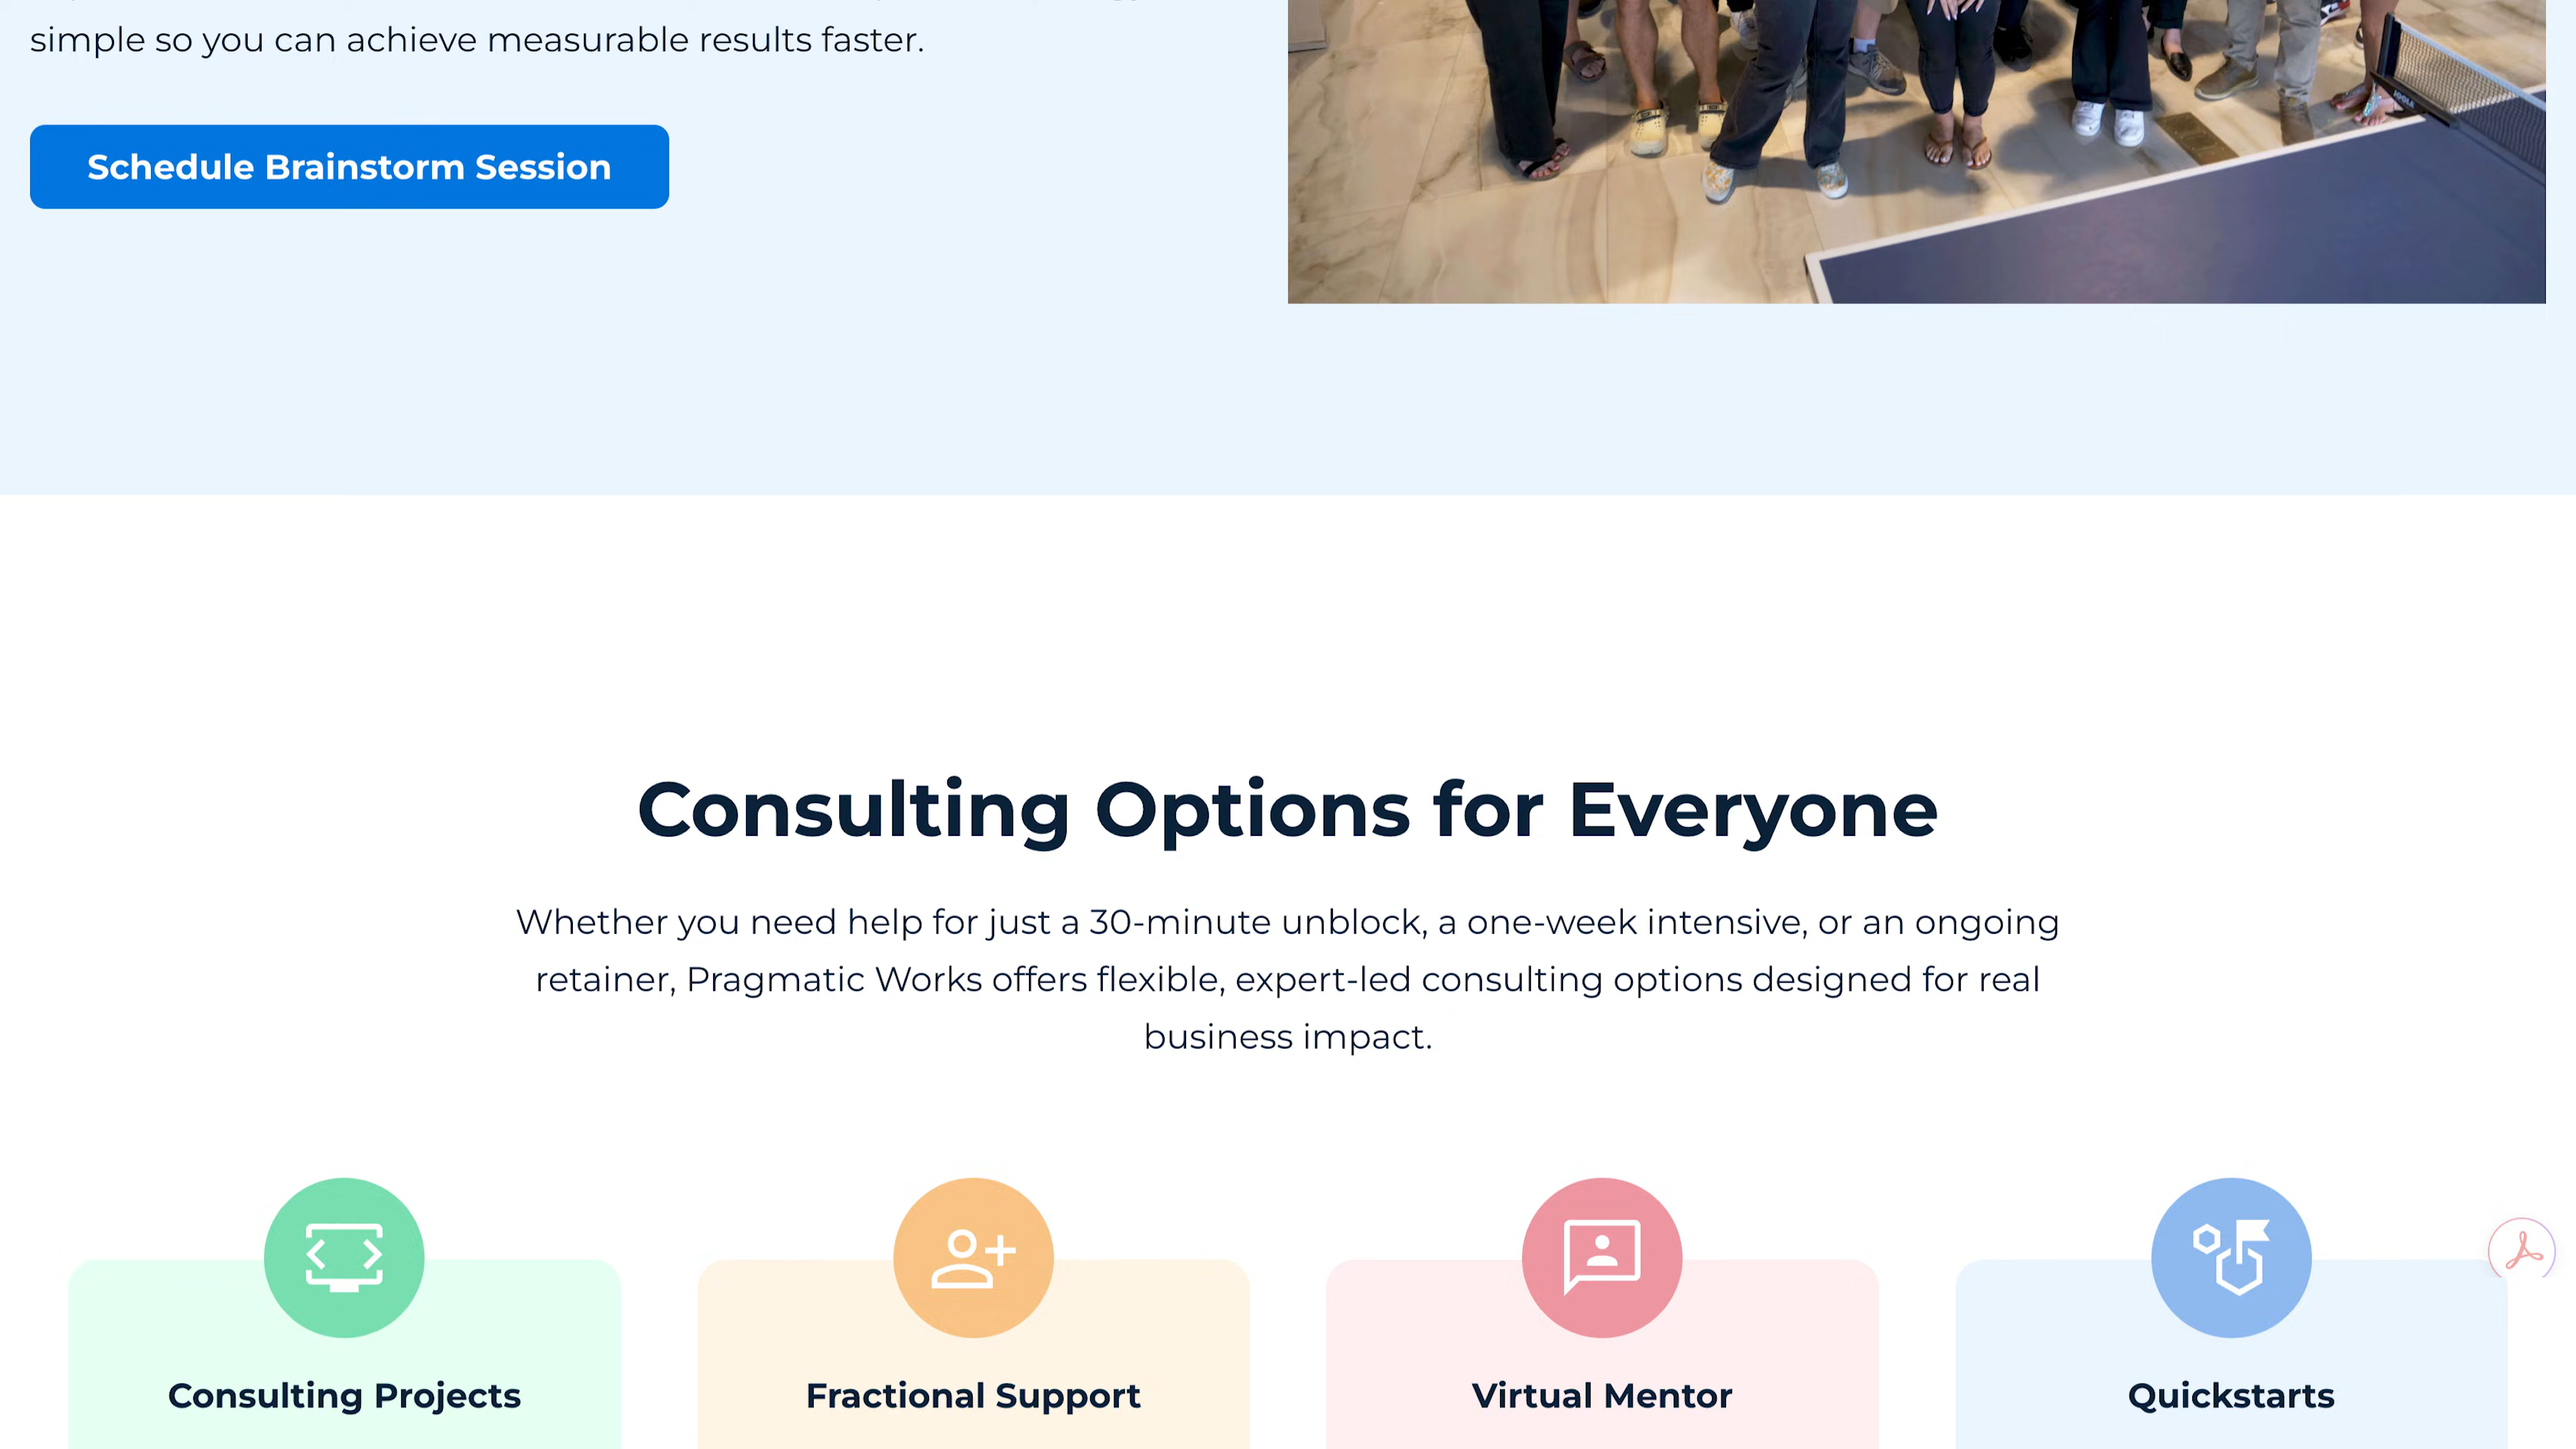 simple so you can achieve measurable results faster.
Schedule Brainstorm Session
Consulting Options for Everyone
Whether you need help for just a 30-minute unblock, a one-week intensive, or an ongoing
retainer, Pragmatic Works offers flexible, expert-led consulting options designed for real
business impact.
Consulting Projects
Fractional Support
Virtual Mentor
Quickstarts